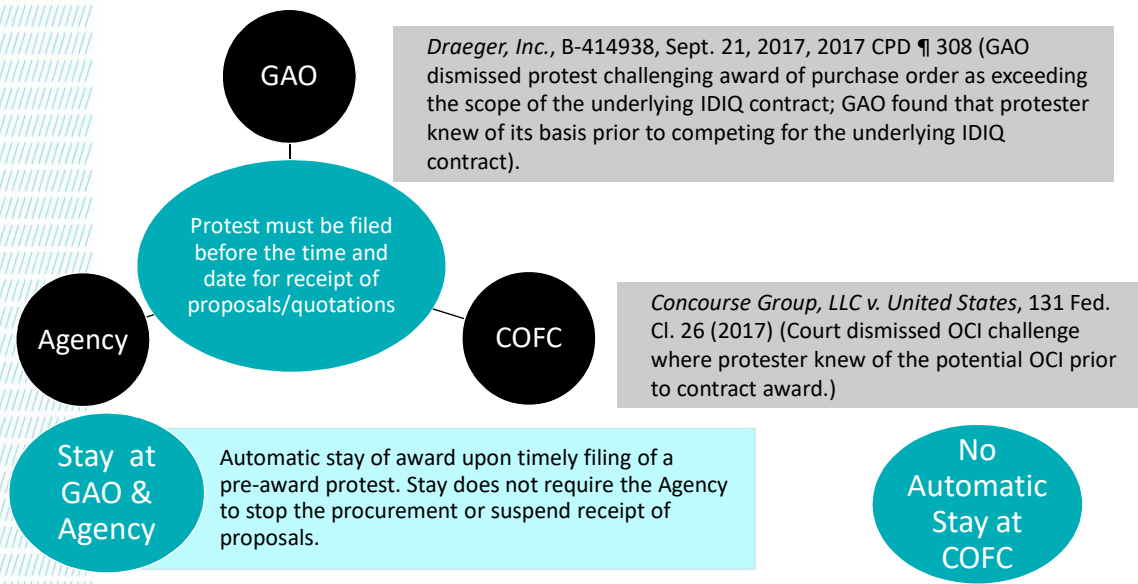 GAO
Draeger, Inc., B-414938, Sept. 21, 2017, 2017 CPD ¶ 308 (GAO
dismissed protest challenging award of purchase order as exceeding
the scope of the underlying IDIQ contract; GAO found that protester
knew of its basis prior to competing for the underlying IDIQ
contract).
Protest must be filed
before the time and
date for receipt of
proposals/quotations
Agency
COFC
Concourse Group, LLC v. United States, 131 Fed.
Cl. 26 (2017) (Court dismissed OCI challenge
where protester knew of the potential OCI prior
to contract award.)
Stay at
GAO &
Agency
Automatic stay of award upon timely filing of a
pre-award protest. Stay does not require the Agency
to stop the procurement or suspend receipt of
proposals.
No
Automatic
Stay at
COFC